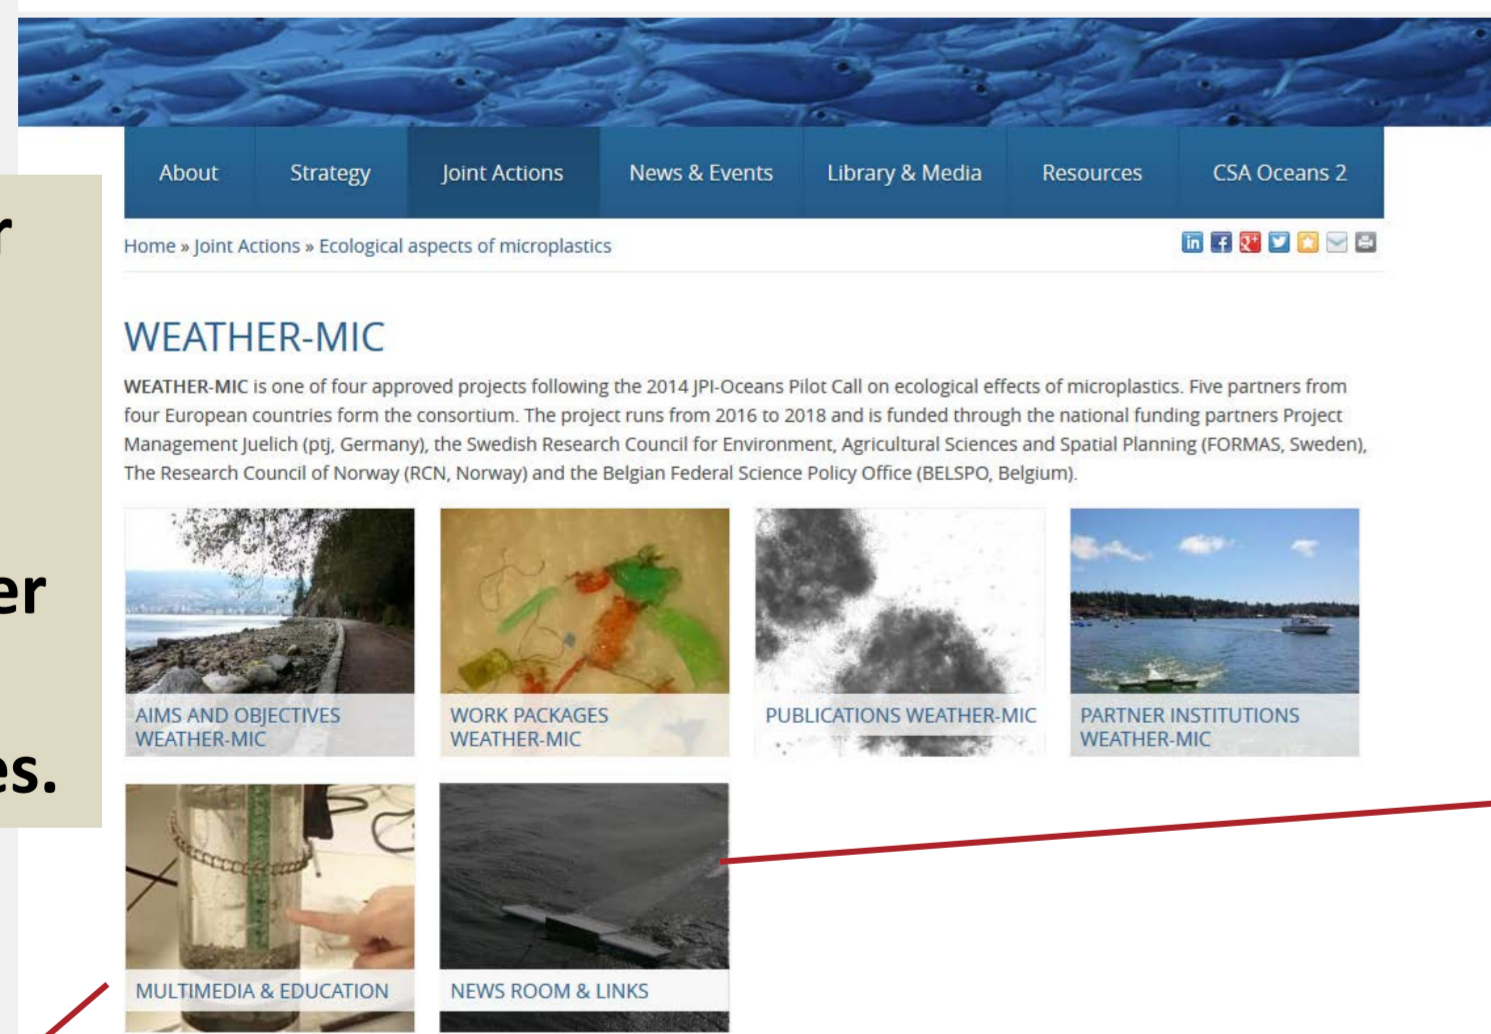 About Strategy Joint Actions News & Events Library & Media Resources CSA Oceans 2
Home » Joint Actions » Ecological aspects of microplastics
WEATHER-MIC
WEATHER-MIC is one of four approved projects following the 2014 JPI-Oceans Pilot Call on ecological effects of microplastics. Five partners from
four European countries form the consortium. The project runs from 2016 to 2018 and is funded through the national funding partners Project
Management Juelich (ptj, Germany), the Swedish Research Council for Environment, Agricultural Sciences and Spatial Planning (FORMAS, Sweden),
The Research Council of Norway (RCN, Norway) and the Belgian Federal Science Policy Office (BELSPO, Belgium).
AIMS AND OBJECTIVES
WEATHER-MIC
WORK PACKAGES
WEATHER-MIC
PUBLICATIONS WEATHER-MIC
PARTNER INSTITUTIONS
WEATHER-MIC
MULTIMEDIA & EDUCATION
NEWS ROOM & LINKS